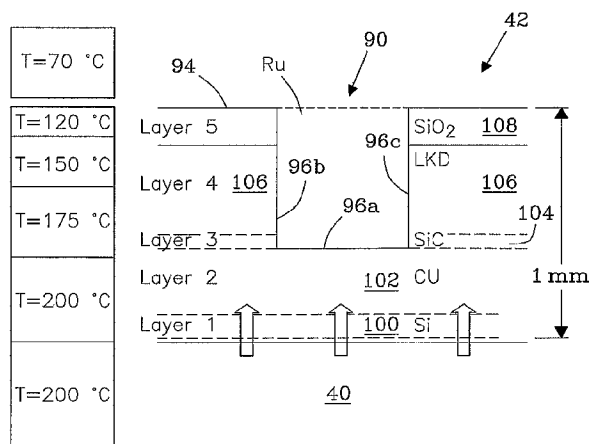 42
90
T=70 °C
94
Ru
T=120 °C
Layer 5
SiO2
108
T=150 °C
96b
96c
LKD
Layer 4
106
106
T=175 °C
96a
104
Layer 3
SiC
Layer 2
102
CU
1 mm
T=200 °C
Layer 1
100
Si
T=200 °C
40